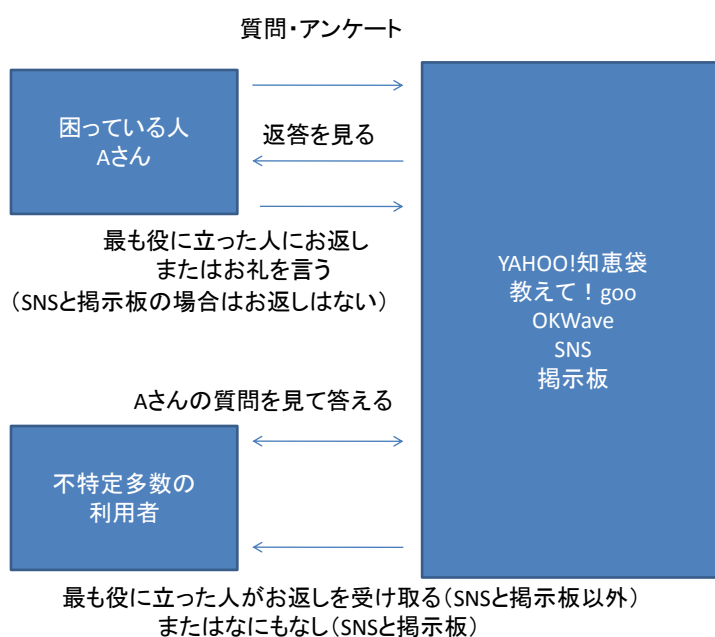 質問・アンケート
困っている人
Aさん
返答を見る
最も役に立った人にお返し
またはお礼を言う
（SNSと掲示板の場合はお返しはない）
YAHOO!知恵袋
教えて！goo
OKWave
SNS
掲示板
Aさんの質問を見て答える
不特定多数の
利用者
最も役に立った人がお返しを受け取る（SNSと掲示板以外）
またはなにもなし（SNSと掲示板）